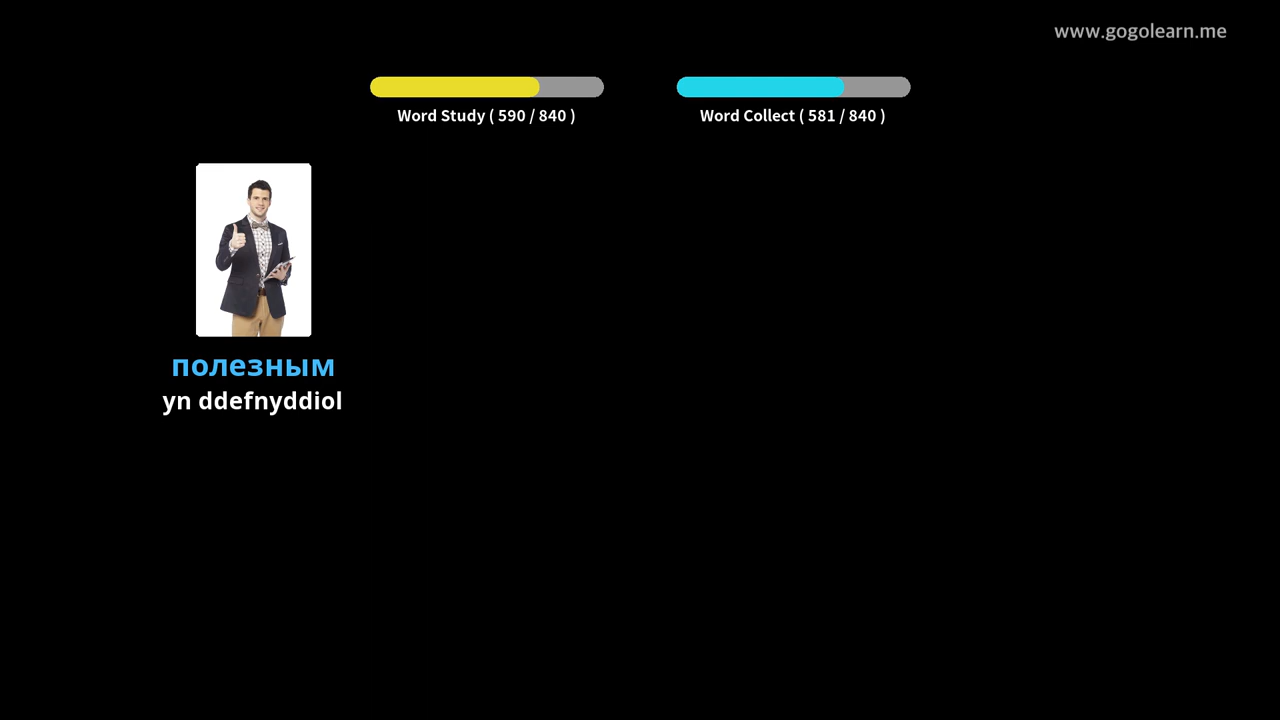 www.gogolearn.me
Word Study ( 590 / 840 )
Word Collect ( 581 / 840 )
полезным
yn ddefnyddiol